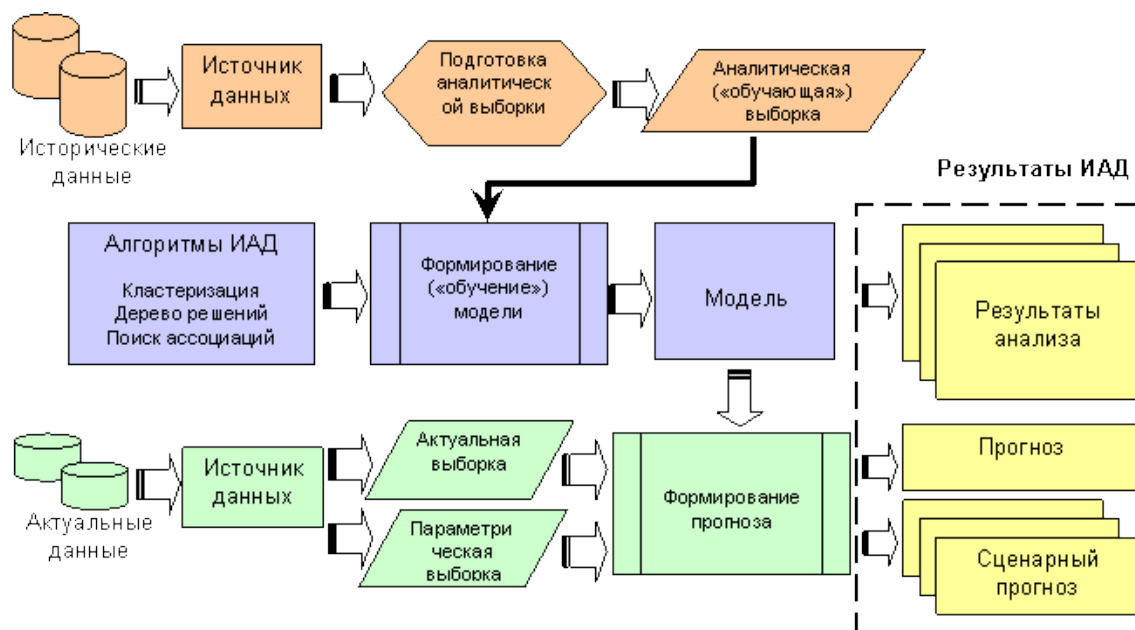 Источник
данных
Подготовка
аналитическ
ой выборки
Аналитическая
(«обучающая»)
выборка
Исторические
данные
Результаты ИАД
Алгоритмы ИАД
Кластеризация
Дерево решений
Поиск ассоциаций
Формирование
(«обучение»)
модели
Модель
Результаты
анализа
Актуальные
данные
Источник
данных
Актуальная
выборка
Параметри
ческая
выборка
Формирование
прогноза
Прогноз
Сценарный
прогноз